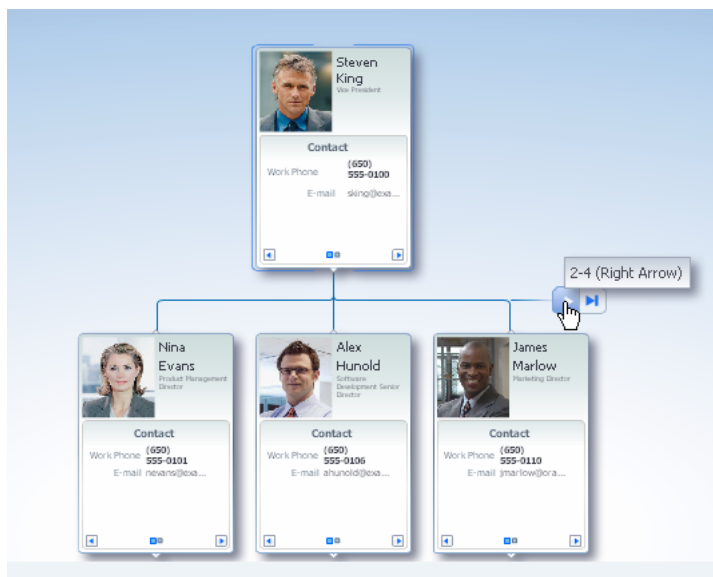 Steven
King
Vice President
Contact
Work Phone (650)
555-0100
E-mail sking@exa...
2-4 (Right Arrow)
Nina
Evans
Product Management
Director
Contact
Work Phone (650)
555-0101
E-mail nevans@exa...
Alex
Hunold
Software
Development Senior
Director
Contact
Work Phone (650)
555-0106
E-mail ahunold@exa...
James
Marlow
Marketing Director
Contact
Work Phone (650)
555-0110
E-mail jmarlow@ora...